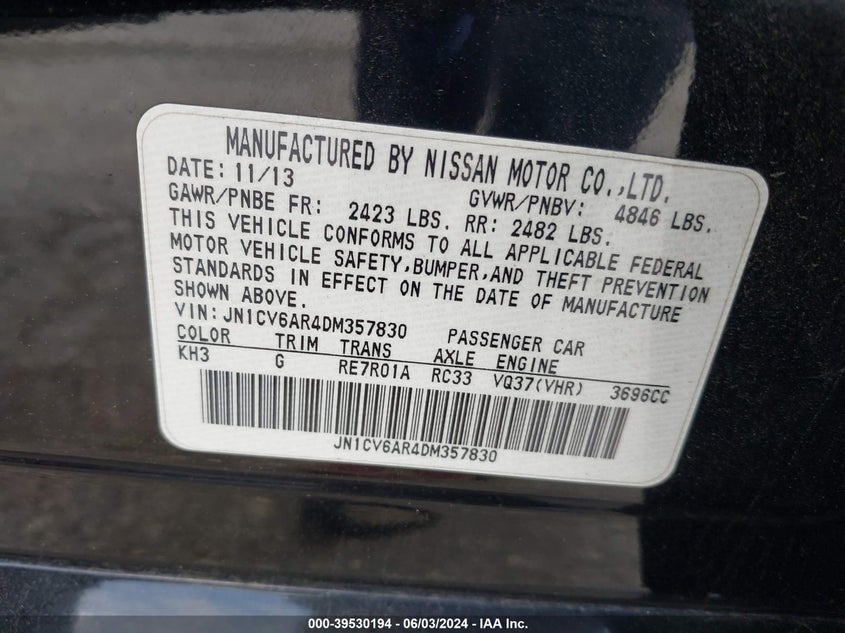 MANUFACTURED BY NISSAN MOTOR CO.,LTD.
DATE: 11/13 GVWR/PNBV: 4846 LBS.
GAWR/PNBE FR: 2423 LBS. RR: 2482 LBS.
THIS VEHICLE CONFORMS TO ALL APPLICABLE FEDERAL
MOTOR VEHICLE SAFETY,BUMPER,AND THEFT PREVENTION
STANDARDS IN EFFECT ON THE DATE OF MANUFACTURE
SHOWN ABOVE.
VIN: JN1CV6AR4DM357830 PASSENGER CAR
COLOR TRIM TRANS AXLE ENGINE
KH3 G RE7R01A RC33 VQ37(VHR) 3696CC
JN1CV6AR4DM357830
000-39530194 - 06/03/2024 - IAA Inc.